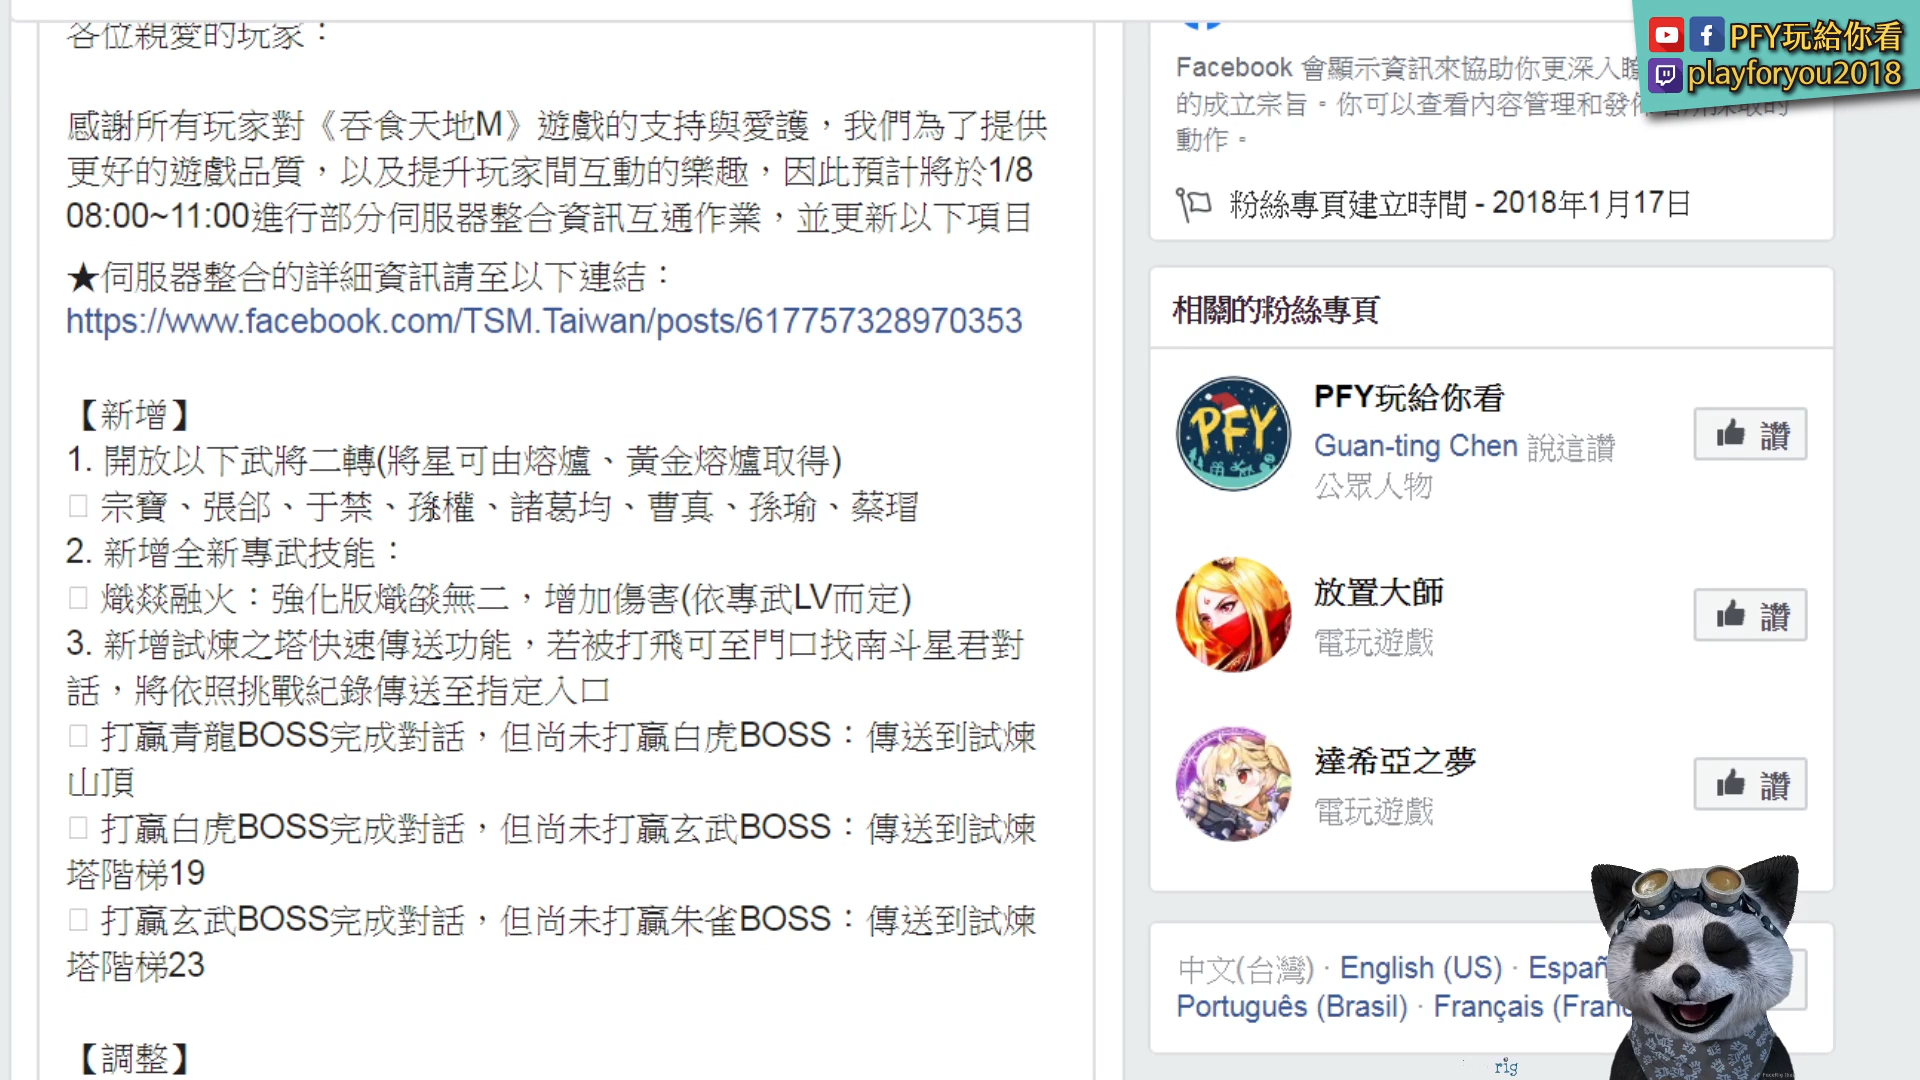 各位親愛的玩家：
感謝所有玩家對《吞食天地M》遊戲的支持與愛護，我們為了提供
更好的遊戲品質，以及提升玩家間互動的樂趣，因此預計將於1/8
08:00~11:00進行部分伺服器整合資訊互通作業，並更新以下項目
★伺服器整合的詳細資訊請至以下連結：
https://www.facebook.com/TSM.Taiwan/posts/617757328970353
【新增】
1. 開放以下武將二轉(將星可由熔爐、黃金熔爐取得)
宗寶、張郃、于禁、孫權、諸葛均、曹真、孫瑜、蔡瑁
2. 新增全新專武技能：
熾燚融火：強化版熾燄無二，增加傷害(依專武LV而定)
3. 新增試煉之塔快速傳送功能，若被打飛可至門口找南斗星君對
話，將依照挑戰紀錄傳送至指定入口
打贏青龍BOSS完成對話，但尚未打贏白虎BOSS：傳送到試煉
山頂
打贏白虎BOSS完成對話，但尚未打贏玄武BOSS：傳送到試煉
塔階梯19
打贏玄武BOSS完成對話，但尚未打贏朱雀BOSS：傳送到試煉
塔階梯23
【調整】
PFY玩給你看
playforyou2018
Facebook 會顯示資訊來協助你更深入
的成立宗旨。你可以查看內容管理和發
動作。
粉絲專頁建立時間 - 2018年1月17日
相關的粉絲專頁
PFY
PFY玩給你看
Guan-ting Chen 說這讚
公眾人物
讚
放置大師
電玩遊戲
讚
達希亞之夢
電玩遊戲
讚
中文(台灣) · English (US) · Españ
Português (Brasil) · Français (Fran
rig